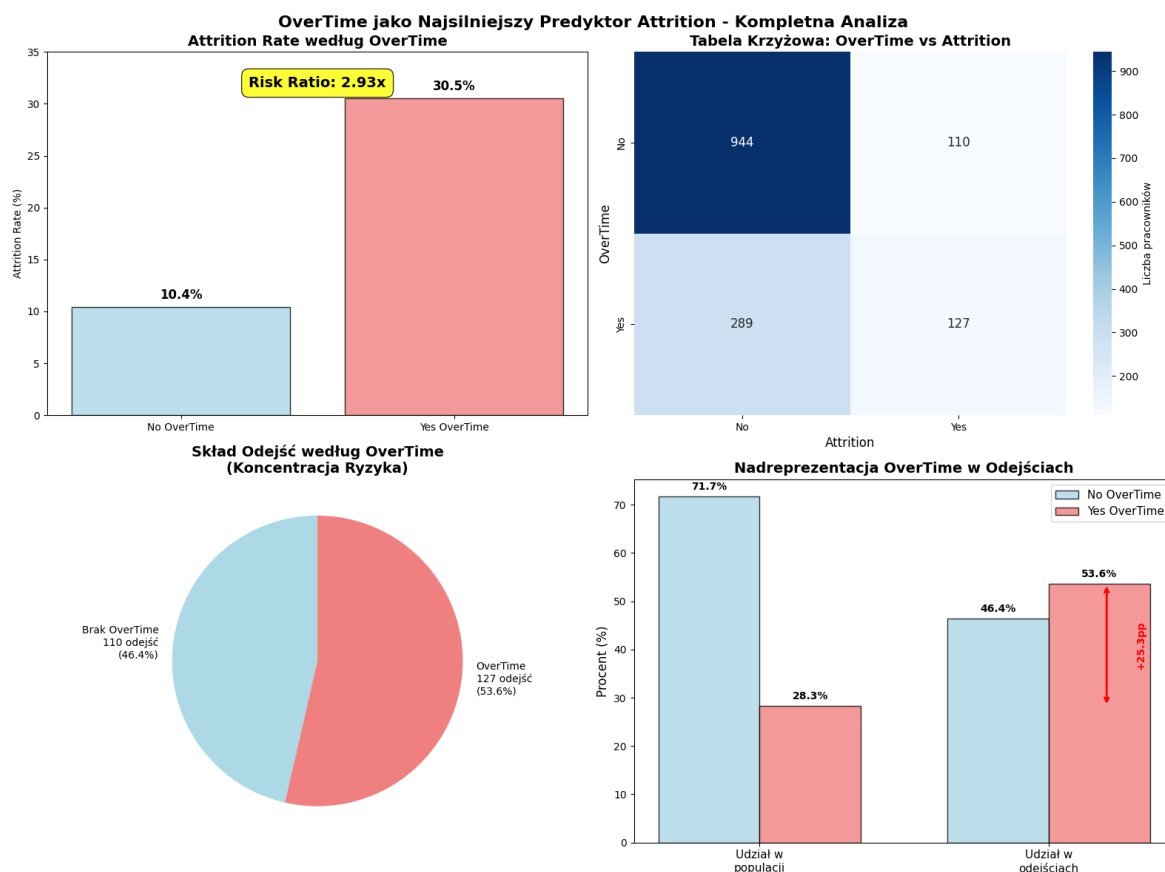 OverTime jako Najsilniejszy Predyktor Attrition - Kompletna Analiza
Attrition Rate według OverTime
Risk Ratio: 2.93x
Attrition Rate (%)
35
30
25
20
15
10
5
0
10.4%
30.5%
No OverTime
Yes OverTime
Tabela Krzyżowa: OverTime vs Attrition
OverTime
No
Yes
944
110
289
127
No
Yes
Attrition
900
800
700
600
500
400
300
200
Liczba pracowników
Skład Odejść według OverTime
(Koncentracja Ryzyka)
Brak OverTime
110 odejść
(46.4%)
OverTime
127 odejść
(53.6%)
Nadreprezentacja OverTime w Odejściach
No OverTime
Yes OverTime
Procent (%)
70
60
50
40
30
20
10
0
71.7%
28.3%
46.4%
53.6%
+25.3pp
Udział w
populacji
Udział w
odejściach